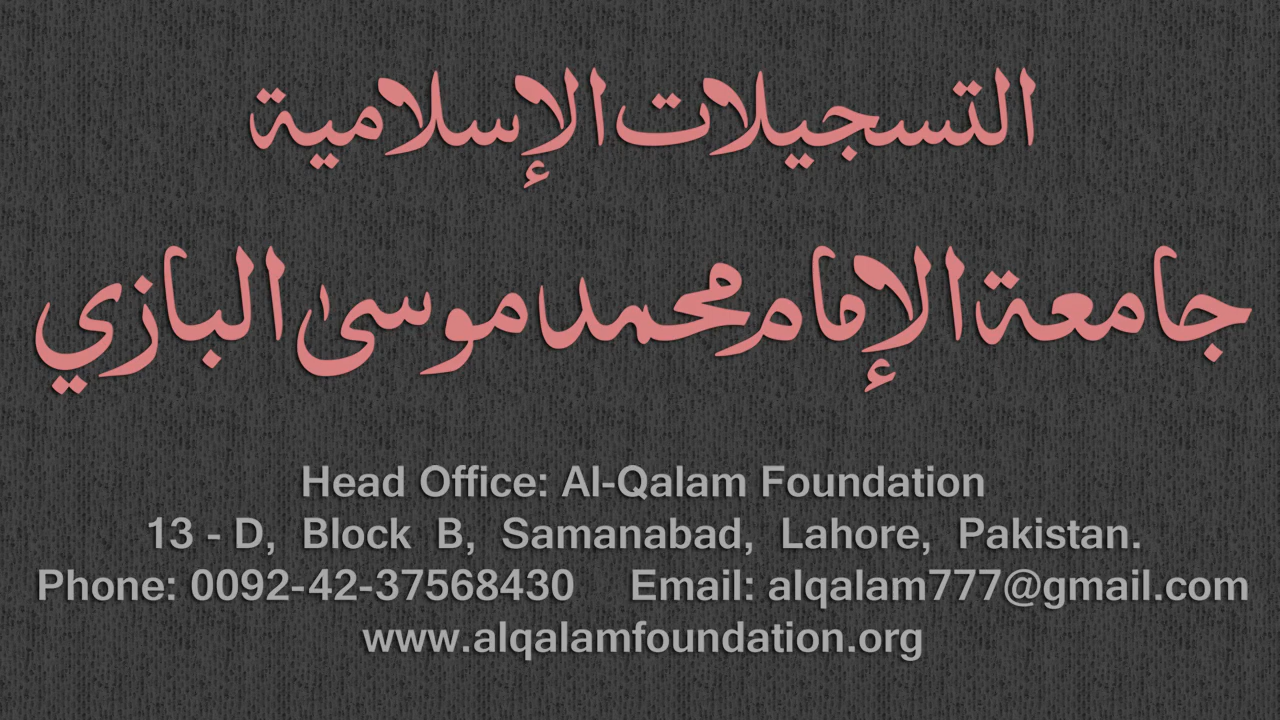 التسجيلات الإسلامية
جامعة الإمام محمد موسىٰ البازي
Head Office: Al-Qalam Foundation
13 - D, Block B, Samanabad, Lahore, Pakistan.
Phone: 0092-42-37568430 Email: alqalam777@gmail.com
www.alqalamfoundation.org